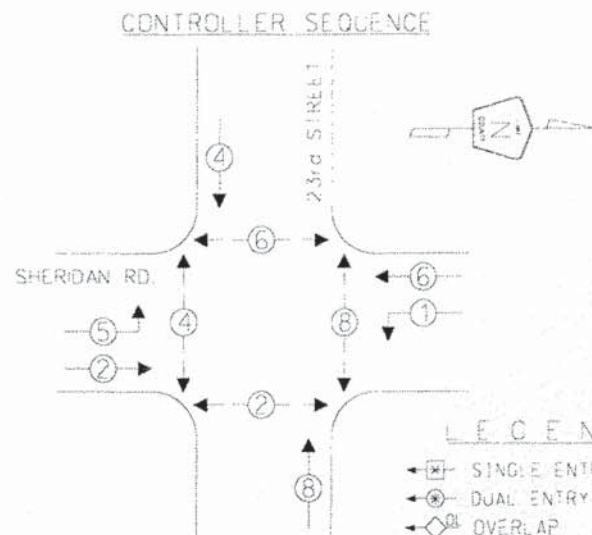 CONTROLLER SEQUENCE
23rd STREET
4
N
6
SHERIDAN RD.
6
5
4
8
1
2
2
8
LEGEN
SINGLE ENT
DUAL ENTRY
OL
OVERLAP